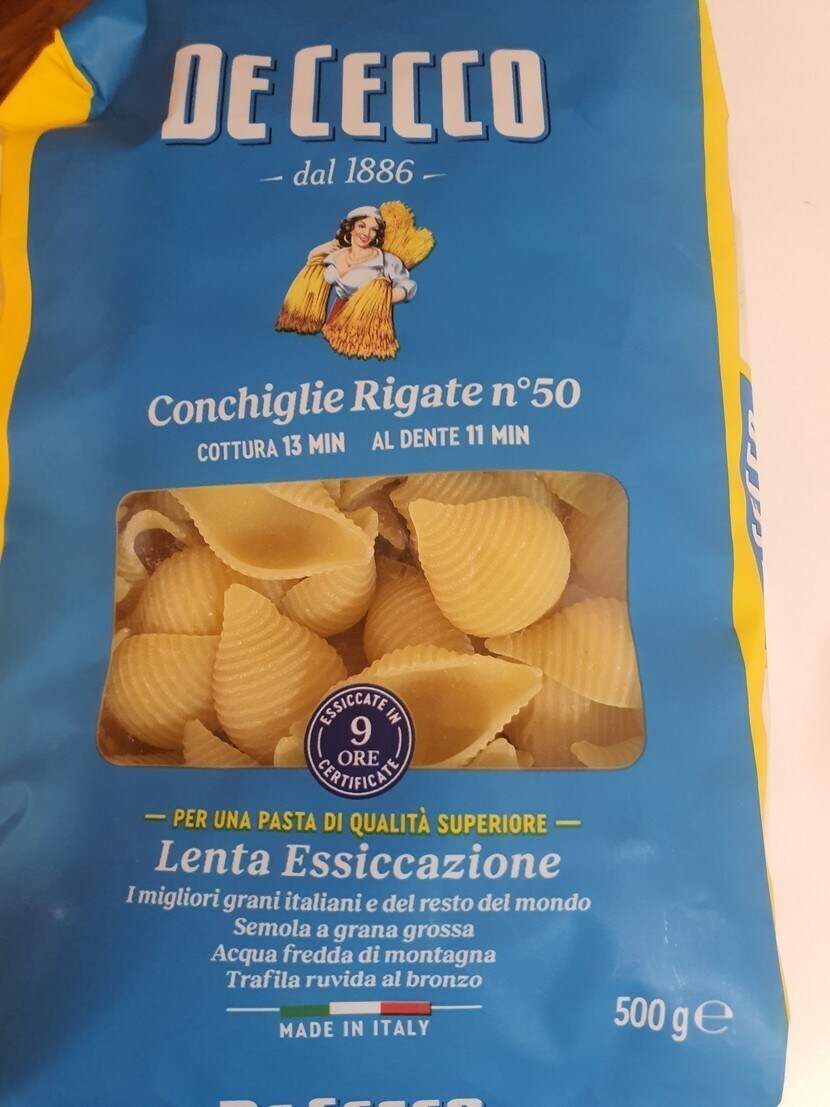 DE CECCO
dal 1886
Conchiglie Rigate n°50
COTTURA 13 MIN AL DENTE 11 MIN
ESSICCATE IN
9
ORE
CERTIFICATE
PER UNA PASTA DI QUALITÀ SUPERIORE
Lenta Essiccazione
I migliori grani italiani e del resto del mondo
Semola a grana grossa
Acqua fredda di montagna
Trafila ruvida al bronzo
MADE IN ITALY
500 g ℮
DE CECCO